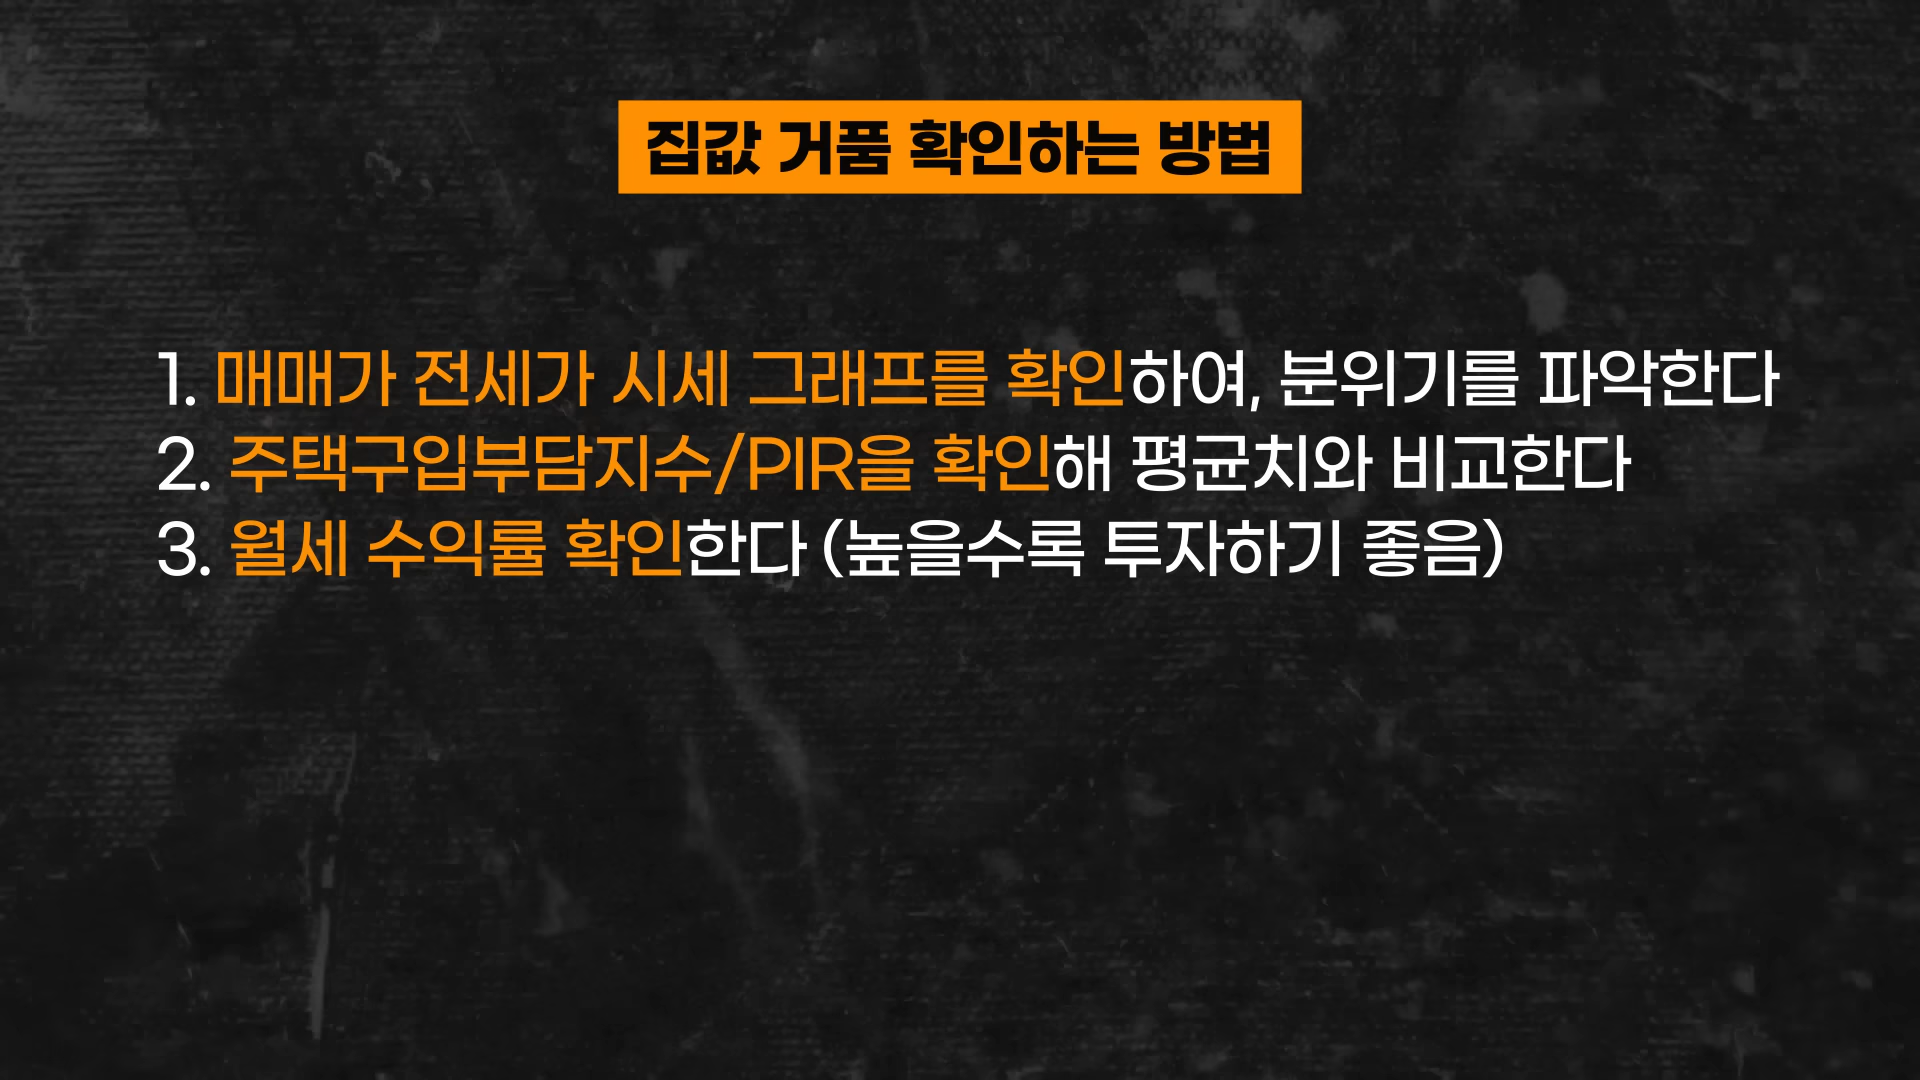 집값 거품 확인하는 방법
1. 매매가 전세가 시세 그래프를 확인하여, 분위기를 파악한다
2. 주택구입부담지수/PIR을 확인해 평균치와 비교한다
3. 월세 수익률 확인한다 (높을수록 투자하기 좋음)